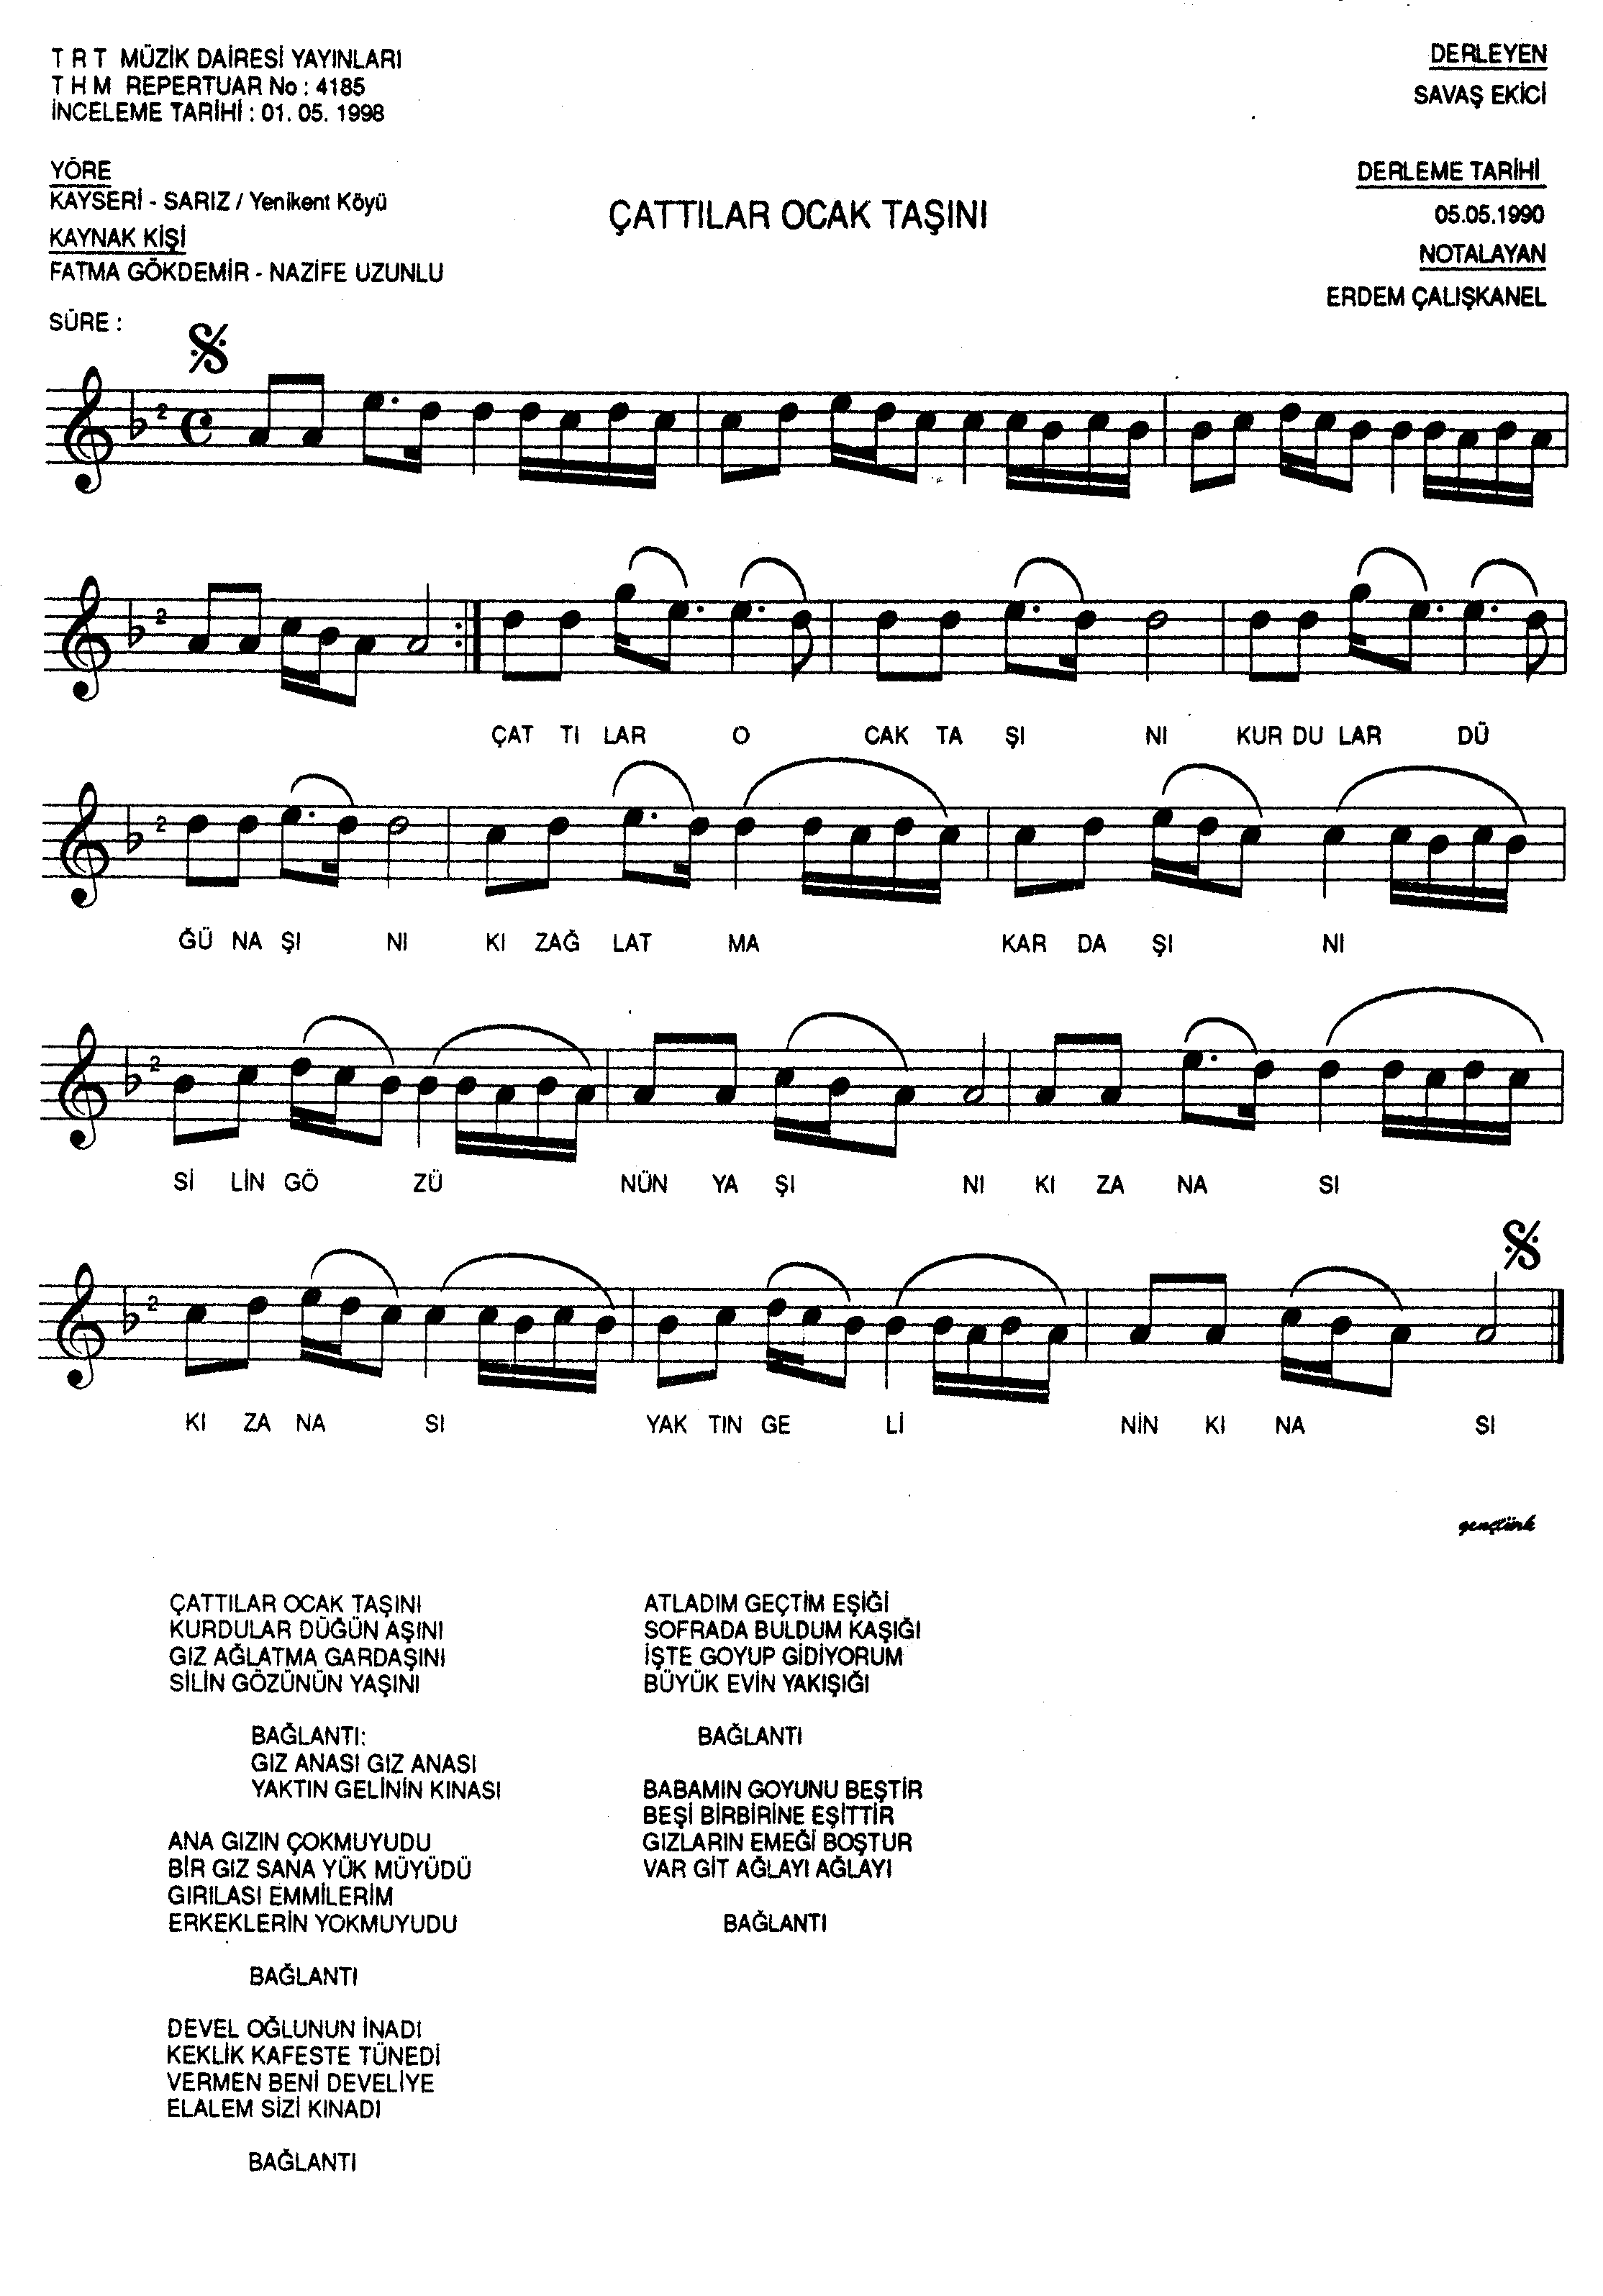 T R T MÜZİK DAİRESİ YAYINLARI
T H M REPERTUAR No : 4185
İNCELEME TARİHİ : 01. 05. 1998
DERLEYEN
SAVAŞ EKİCİ
YÖRE
KAYSERİ - SARIZ / Yenikent Köyü
KAYNAK KİŞİ
FATMA GÖKDEMİR - NAZİFE UZUNLU
SÜRE :
ÇATTILAR OCAK TAŞINI
DERLEME TARİHİ
05.05.1990
NOTALAYAN
ERDEM ÇALIŞKANEL
2
2
ÇAT TI LAR O CAK TA ŞI NI KUR DU LAR DÜ
2
ĞÜ NA ŞI NI KI ZAĞ LAT MA KAR DA ŞI NI
2
Sİ LİN GÖ ZÜ NÜN YA ŞI NI KI ZA NA SI
2
KI ZA NA SI YAK TIN GE Lİ NİN KI NA SI
gençtürk
ÇATTILAR OCAK TAŞINI
KURDULAR DÜĞÜN AŞINI
GIZ AĞLATMA GARDAŞINI
SİLİN GÖZÜNÜN YAŞINI
BAĞLANTI:
GIZ ANASI GIZ ANASI
YAKTIN GELİNİN KINASI
ANA GIZIN ÇOKMUYUDU
BİR GIZ SANA YÜK MÜYÜDÜ
GIRILASI EMMİLERİM
ERKEKLERİN YOKMUYUDU
BAĞLANTI
DEVEL OĞLUNUN İNADI
KEKLİK KAFESTE TÜNEDİ
VERMEN BENİ DEVELİYE
ELALEM SİZİ KINADI
BAĞLANTI
ATLADIM GEÇTİM EŞİĞİ
SOFRADA BULDUM KAŞIĞI
İŞTE GOYUP GİDİYORUM
BÜYÜK EVİN YAKIŞIĞI
BAĞLANTI
BABAMIN GOYUNU BEŞTİR
BEŞİ BİRBİRİNE EŞİTTİR
GIZLARIN EMEĞİ BOŞTUR
VAR GİT AĞLAYI AĞLAYI
BAĞLANTI